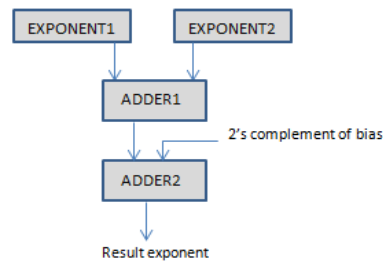 EXPONENT1
EXPONENT2
ADDER1
2's complement of bias
ADDER2
Result exponent